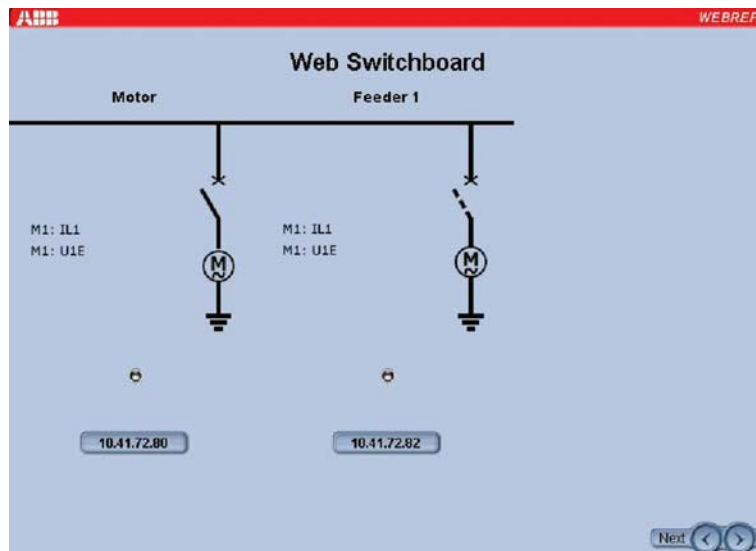 ABB
WEBREF
Web Switchboard
Motor
Feeder 1
M1: IL1
M1: U1E
M
M1: IL1
M1: U1E
M
10.41.72.80
10.41.72.82
Next